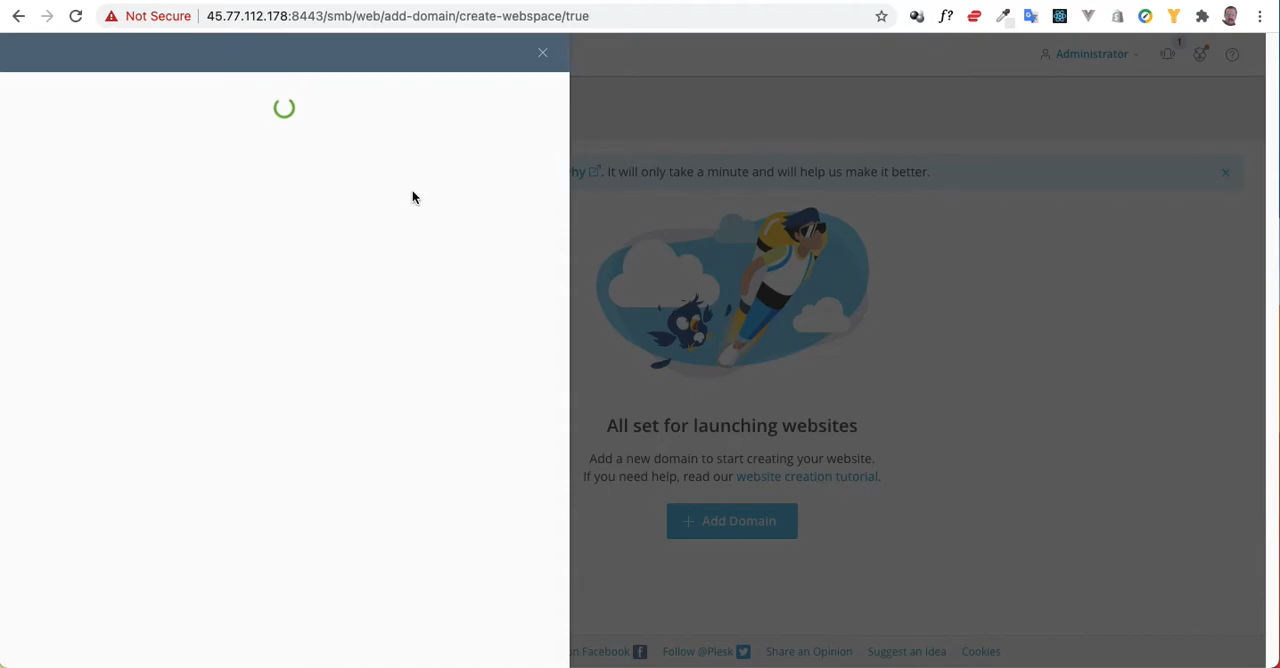 Not Secure 45.77.112.178:8443/smb/web/add-domain/create-webspace/true
f?
Administrator
1
hy. It will only take a minute and will help us make it better.
All set for launching websites
Add a new domain to start creating your website.
If you need help, read our website creation tutorial.
Add Domain
on Facebook Follow @Plesk Share an Opinion Suggest an Idea Cookies